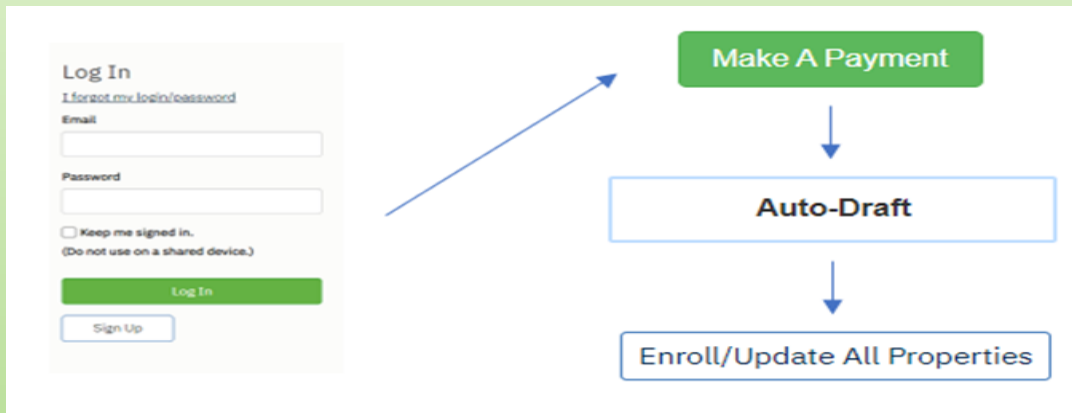 Log In
I forgot my login/password
Email
Password
Keep me signed in.
(Do not use on a shared device.)
Log In
Sign Up
Make A Payment
Auto-Draft
Enroll/Update All Properties